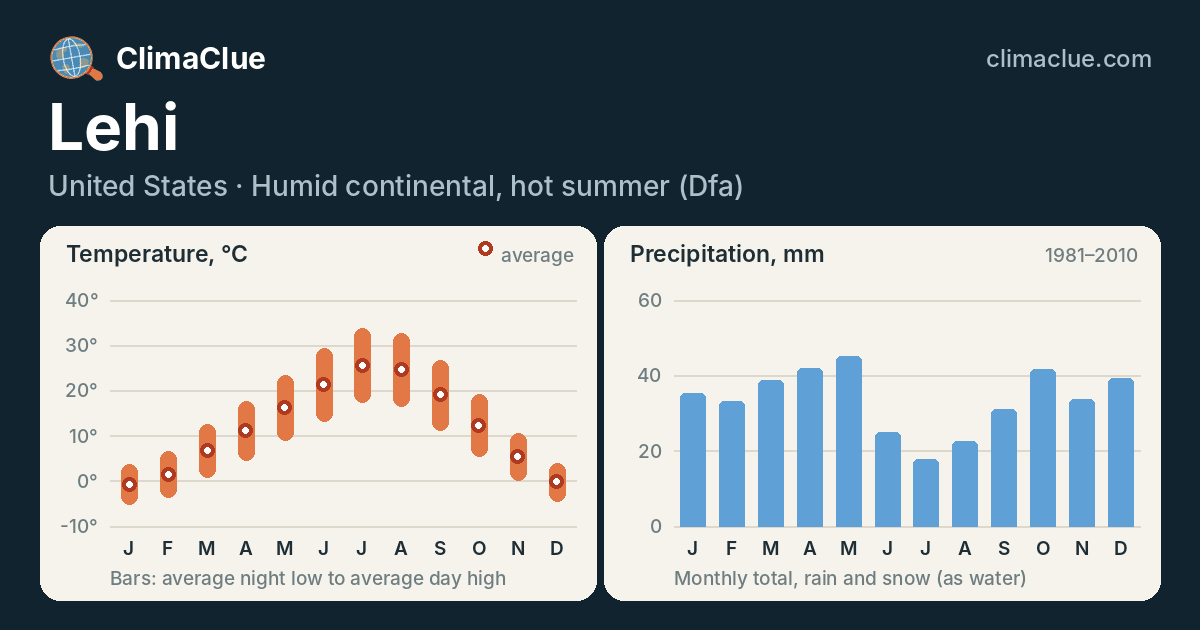 ClimaClue
climaclue.com
Lehi
United States · Humid continental, hot summer (Dfa)
Temperature, °C
average
40°
30°
20°
10°
0°
-10°
J F M A M J J A S O N D
Bars: average night low to average day high
Precipitation, mm
1981–2010
60
40
20
0
J F M A M J J A S O N D
Monthly total, rain and snow (as water)